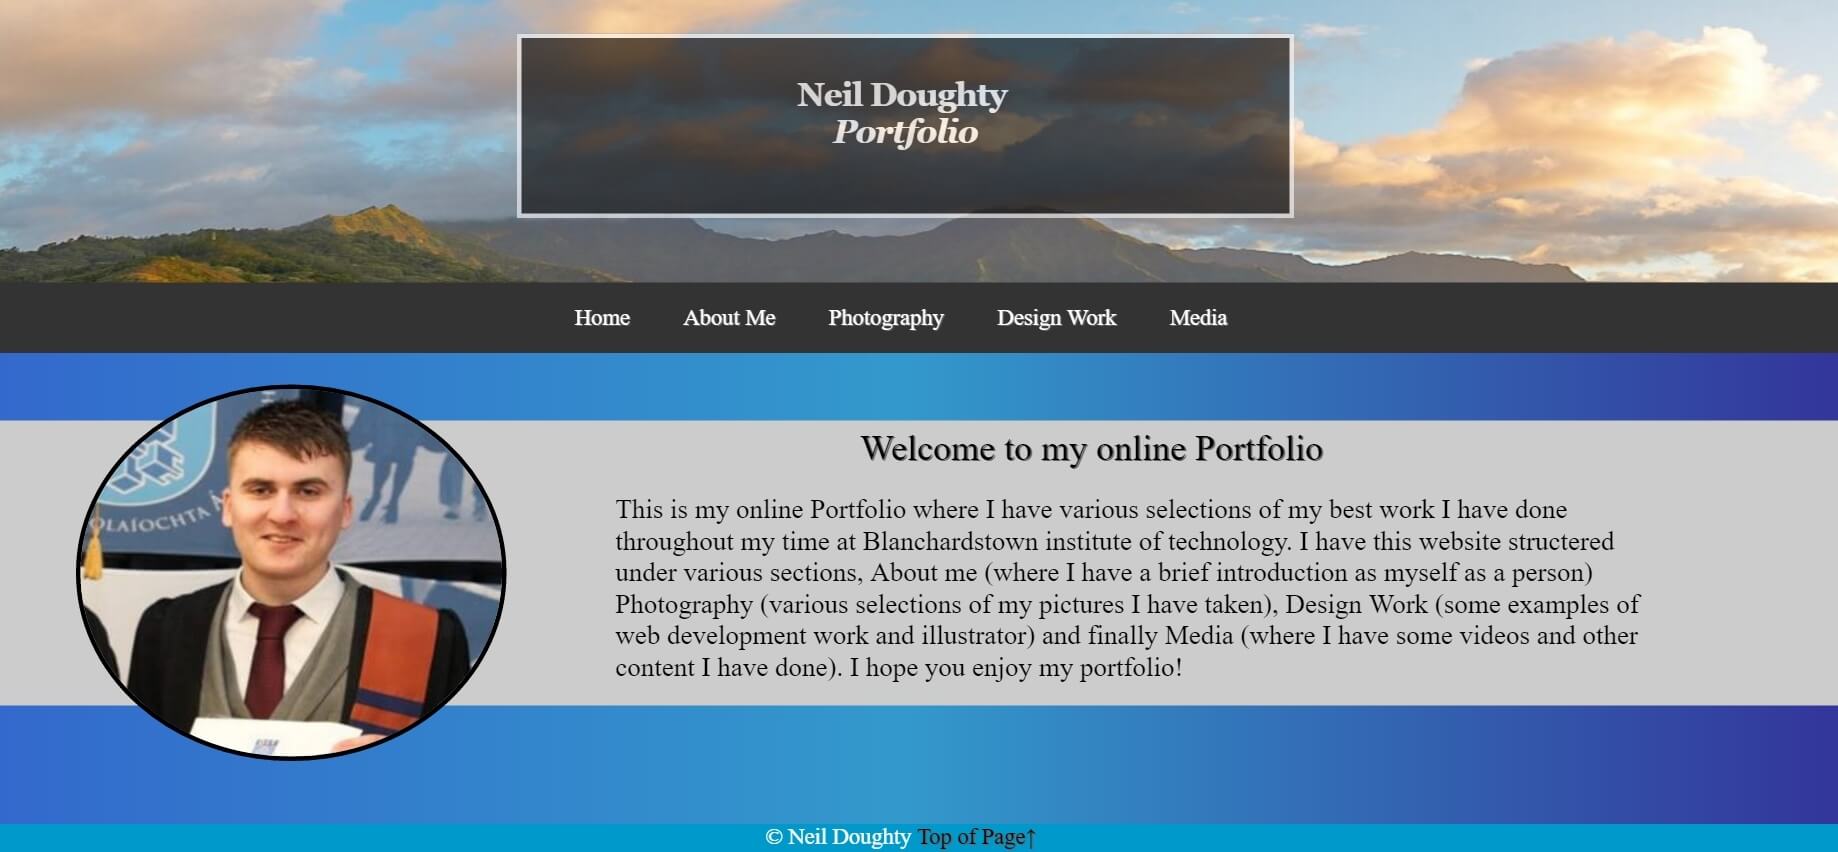 Neil Doughty
Portfolio
Home About Me Photography Design Work Media
OLAÍOCHTA
Welcome to my online Portfolio
This is my online Portfolio where I have various selections of my best work I have done
throughout my time at Blanchardstown institute of technology. I have this website structered
under various sections, About me (where I have a brief introduction as myself as a person)
Photography (various selections of my pictures I have taken), Design Work (some examples of
web development work and illustrator) and finally Media (where I have some videos and other
content I have done). I hope you enjoy my portfolio!
© Neil Doughty Top of Page↑